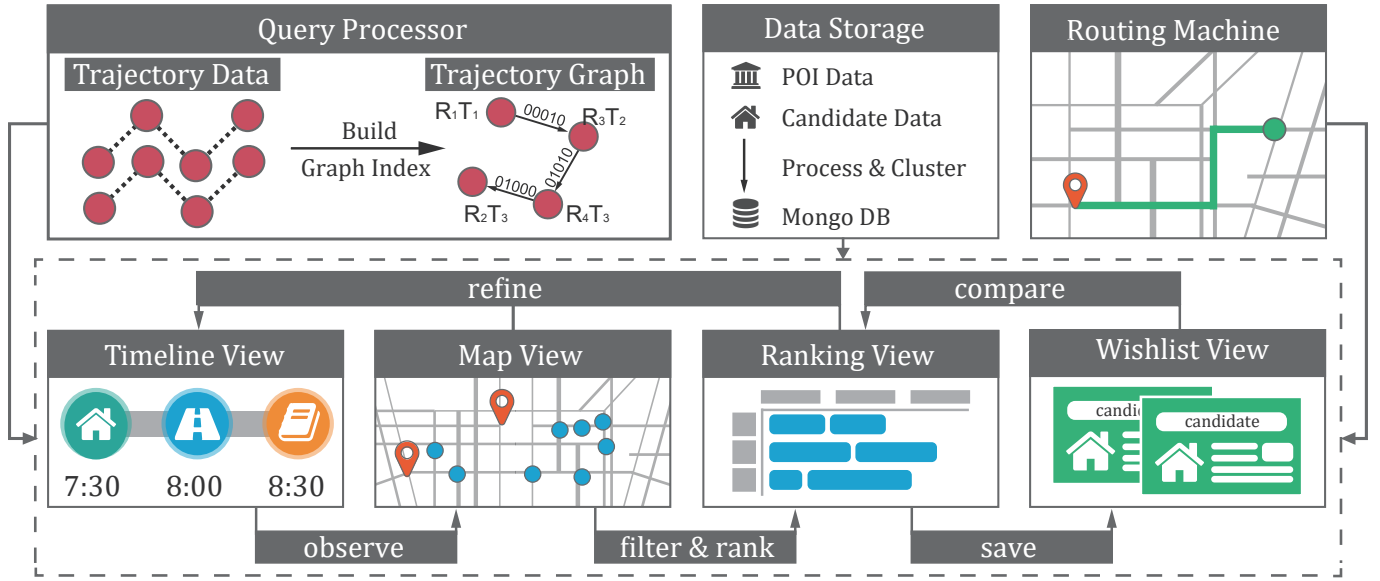 Query Processor
Trajectory Data
Trajectory Graph
Build
Graph Index
R₁T₁
00010
R₃T₂
01010
01000
R₂T₃
R₄T₃
Data Storage
POI Data
Candidate Data
Process & Cluster
Mongo DB
Routing Machine
refine
compare
Timeline View
7:30
8:00
8:30
Map View
Ranking View
Wishlist View
candi
candidate
observe
filter & rank
save